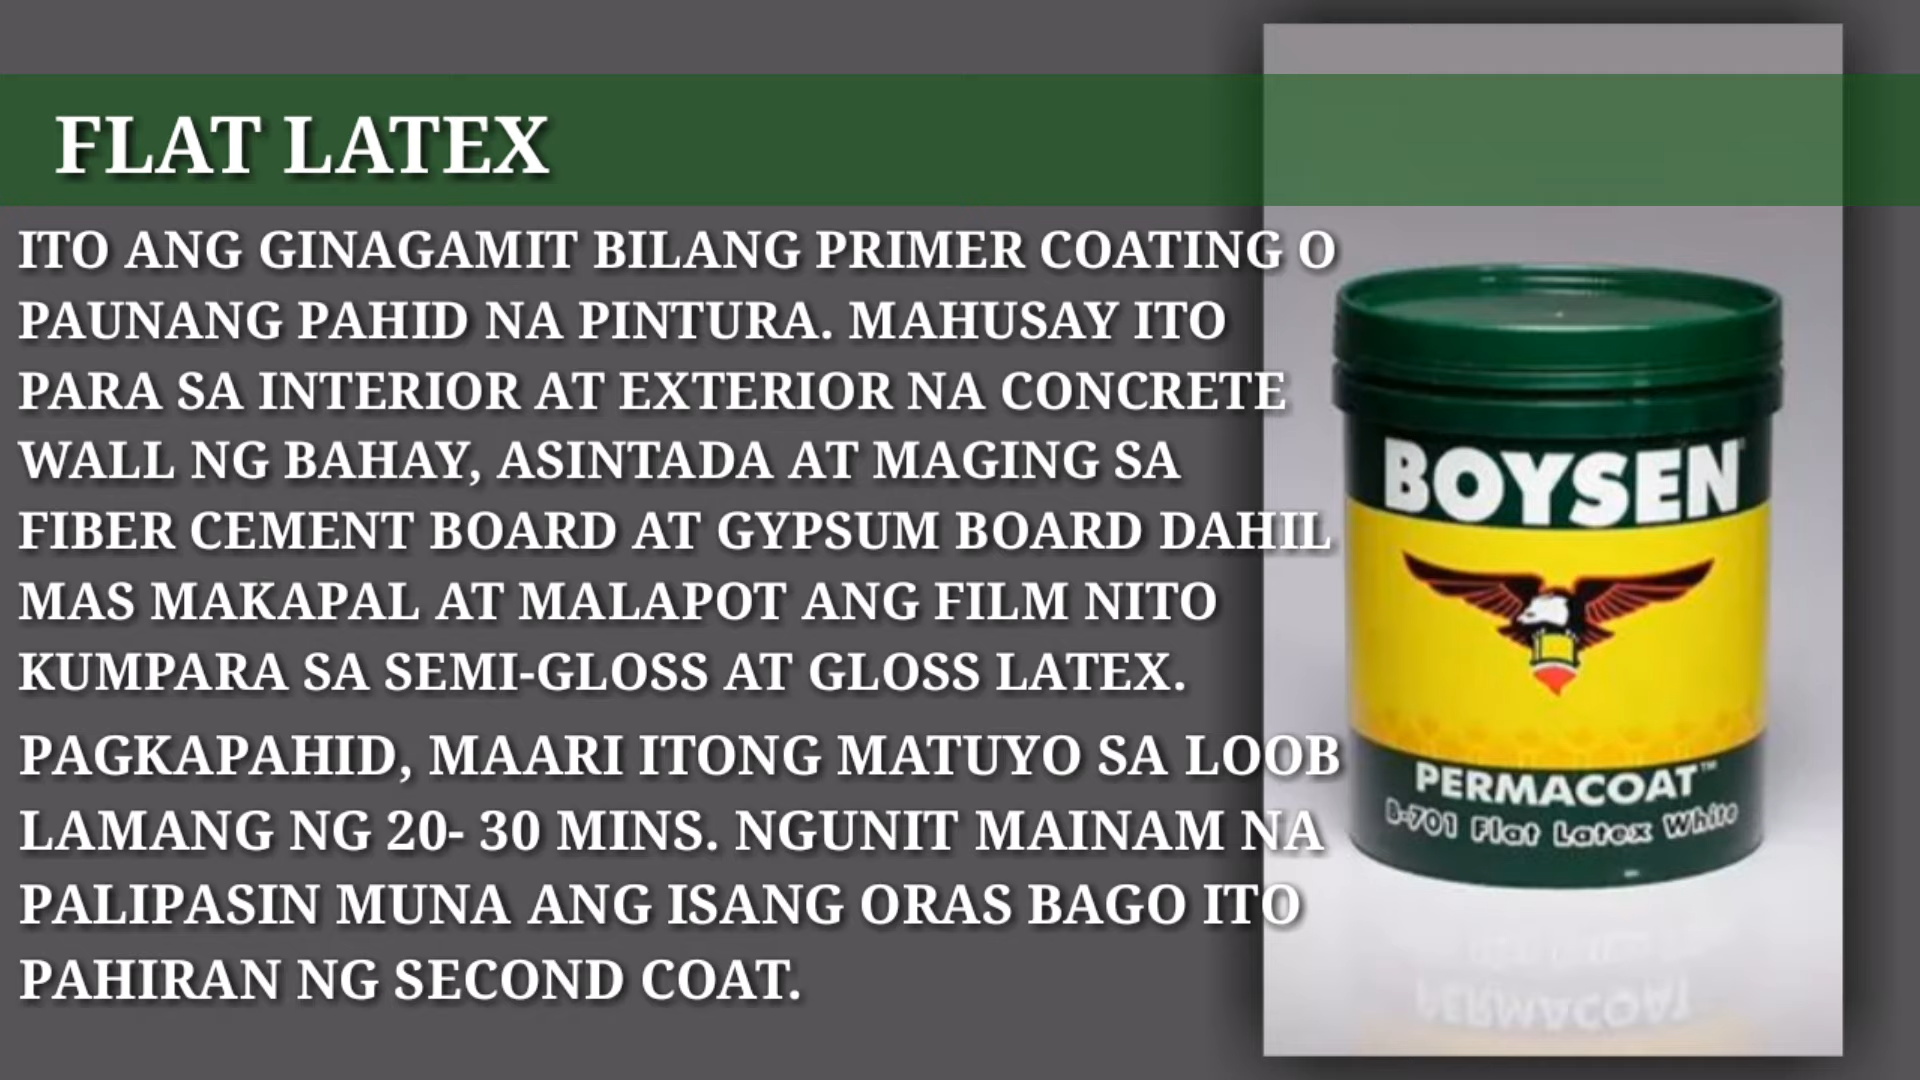 FLAT LATEX
ITO ANG GINAGAMIT BILANG PRIMER COATING O
PAUNANG PAHID NA PINTURA. MAHUSAY ITO
PARA SA INTERIOR AT EXTERIOR NA CONCRETE
WALL NG BAHAY, ASINTADA AT MAGING SA
FIBER CEMENT BOARD AT GYPSUM BOARD DAHIL
MAS MAKAPAL AT MALAPOT ANG FILM NITO
KUMPARA SA SEMI-GLOSS AT GLOSS LATEX.
PAGKAPAHID, MAARI ITONG MATUYO SA LOOB
LAMANG NG 20- 30 MINS. NGUNIT MAINAM NA
PALIPASIN MUNA ANG ISANG ORAS BAGO ITO
PAHIRAN NG SECOND COAT.
BOYSEN
PERMACOAT™
B-701 Flat Latex White